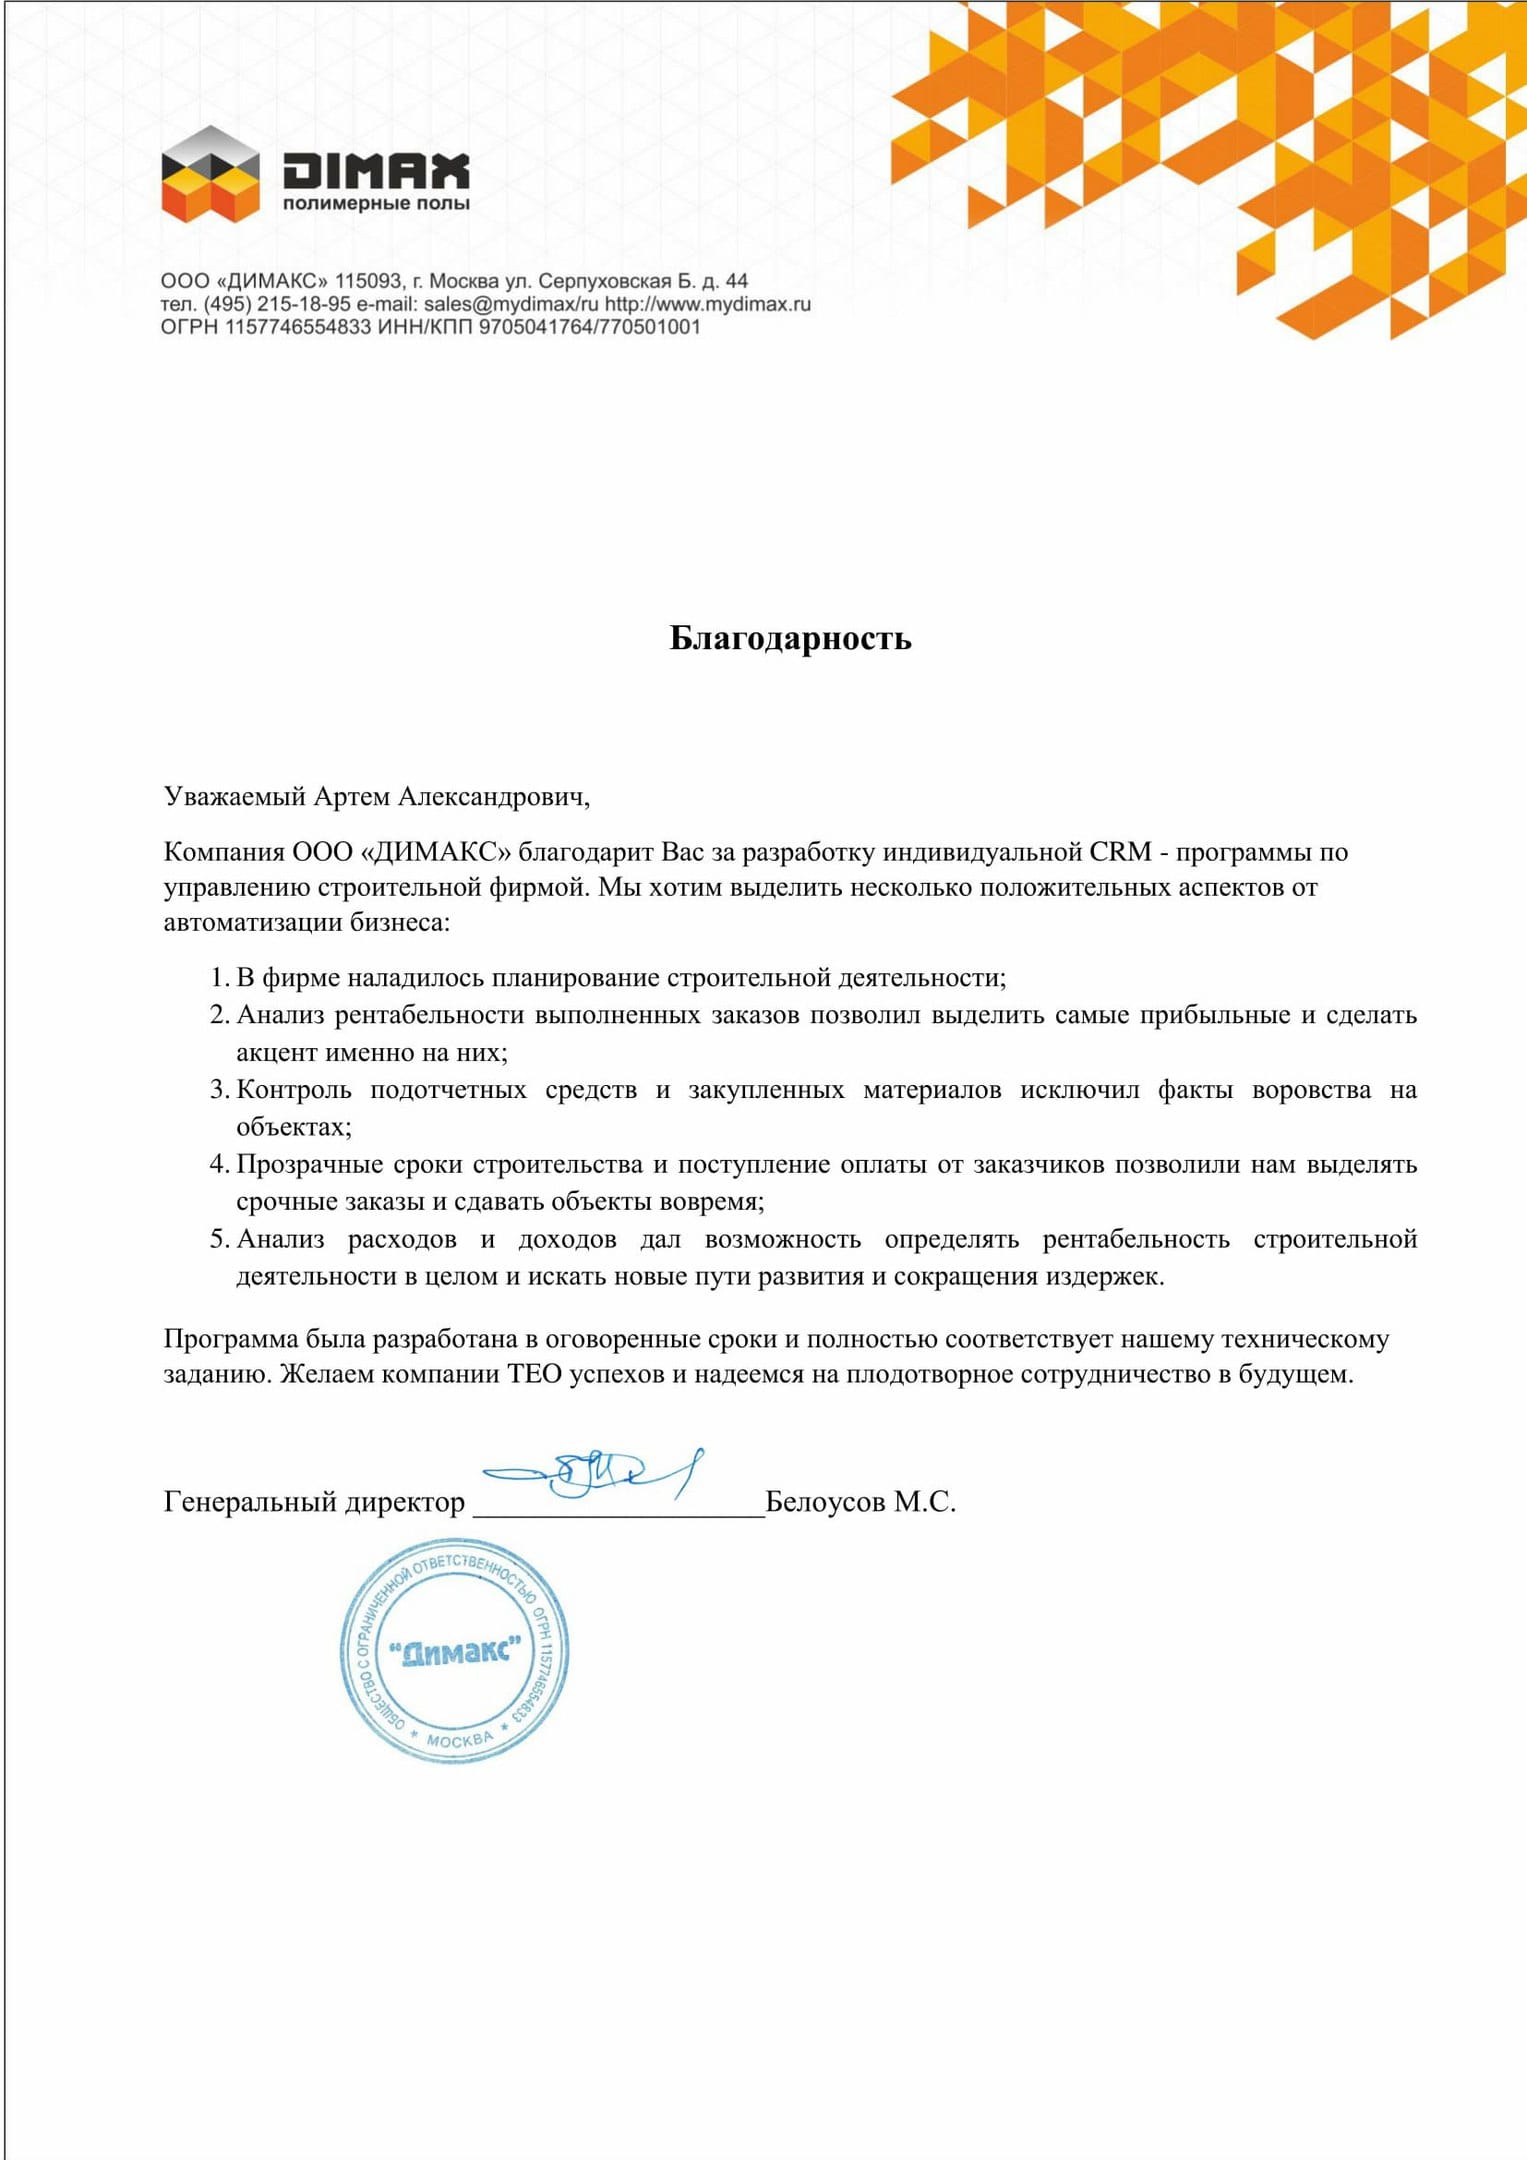 DIMAX
полимерные полы
ООО «ДИМАКС» 115093, г. Москва ул. Серпуховская Б. д. 44
тел. (495) 215-18-95 e-mail: sales@mydimax/ru http://www.mydimax.ru
ОГРН 1157746554833 ИНН/КПП 9705041764/770501001
Благодарность
Уважаемый Артем Александрович,
Компания ООО «ДИМАКС» благодарит Вас за разработку индивидуальной CRM - программы по
управлению строительной фирмой. Мы хотим выделить несколько положительных аспектов от
автоматизации бизнеса:
1. В фирме наладилось планирование строительной деятельности;
2. Анализ рентабельности выполненных заказов позволил выделить самые прибыльные и сделать
акцент именно на них;
3. Контроль подотчетных средств и закупленных материалов исключил факты воровства на
объектах;
4. Прозрачные сроки строительства и поступление оплаты от заказчиков позволили нам выделять
срочные заказы и сдавать объекты вовремя;
5. Анализ расходов и доходов дал возможность определять рентабельность строительной
деятельности в целом и искать новые пути развития и сокращения издержек.
Программа была разработана в оговоренные сроки и полностью соответствует нашему техническому
заданию. Желаем компании ТЕО успехов и надеемся на плодотворное сотрудничество в будущем.
Генеральный директор ____________________Белоусов М.С.
ОБЩЕСТВО С ОГРАНИЧЕННОЙ ОТВЕТСТВЕННОСТЬЮ ОГРН 1157746554833
"Димакс"
* МОСКВА *